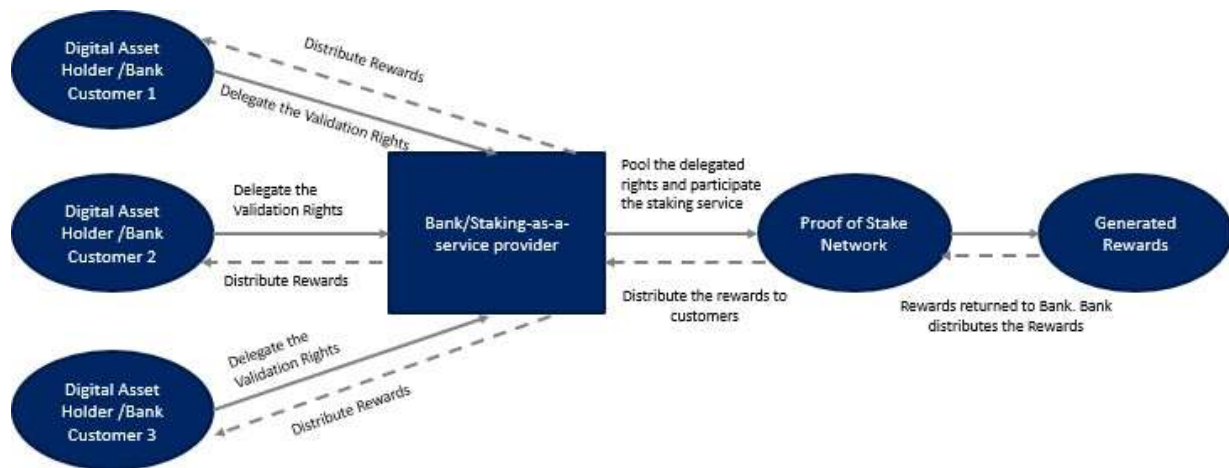 Digital Asset
Holder /Bank
Customer 1
Distribute Rewards
Delegate the Validation Rights
Digital Asset
Holder /Bank
Customer 2
Delegate the
Validation Rights
Distribute Rewards
Digital Asset
Holder /Bank
Customer 3
Delegate the
Validation Rights
Distribute Rewards
Bank/Staking-as-a-
service provider
Pool the delegated
rights and participate
the staking service
Distribute the rewards to
customers
Proof of Stake
Network
Generated
Rewards
Rewards returned to Bank. Bank
distributes the Rewards